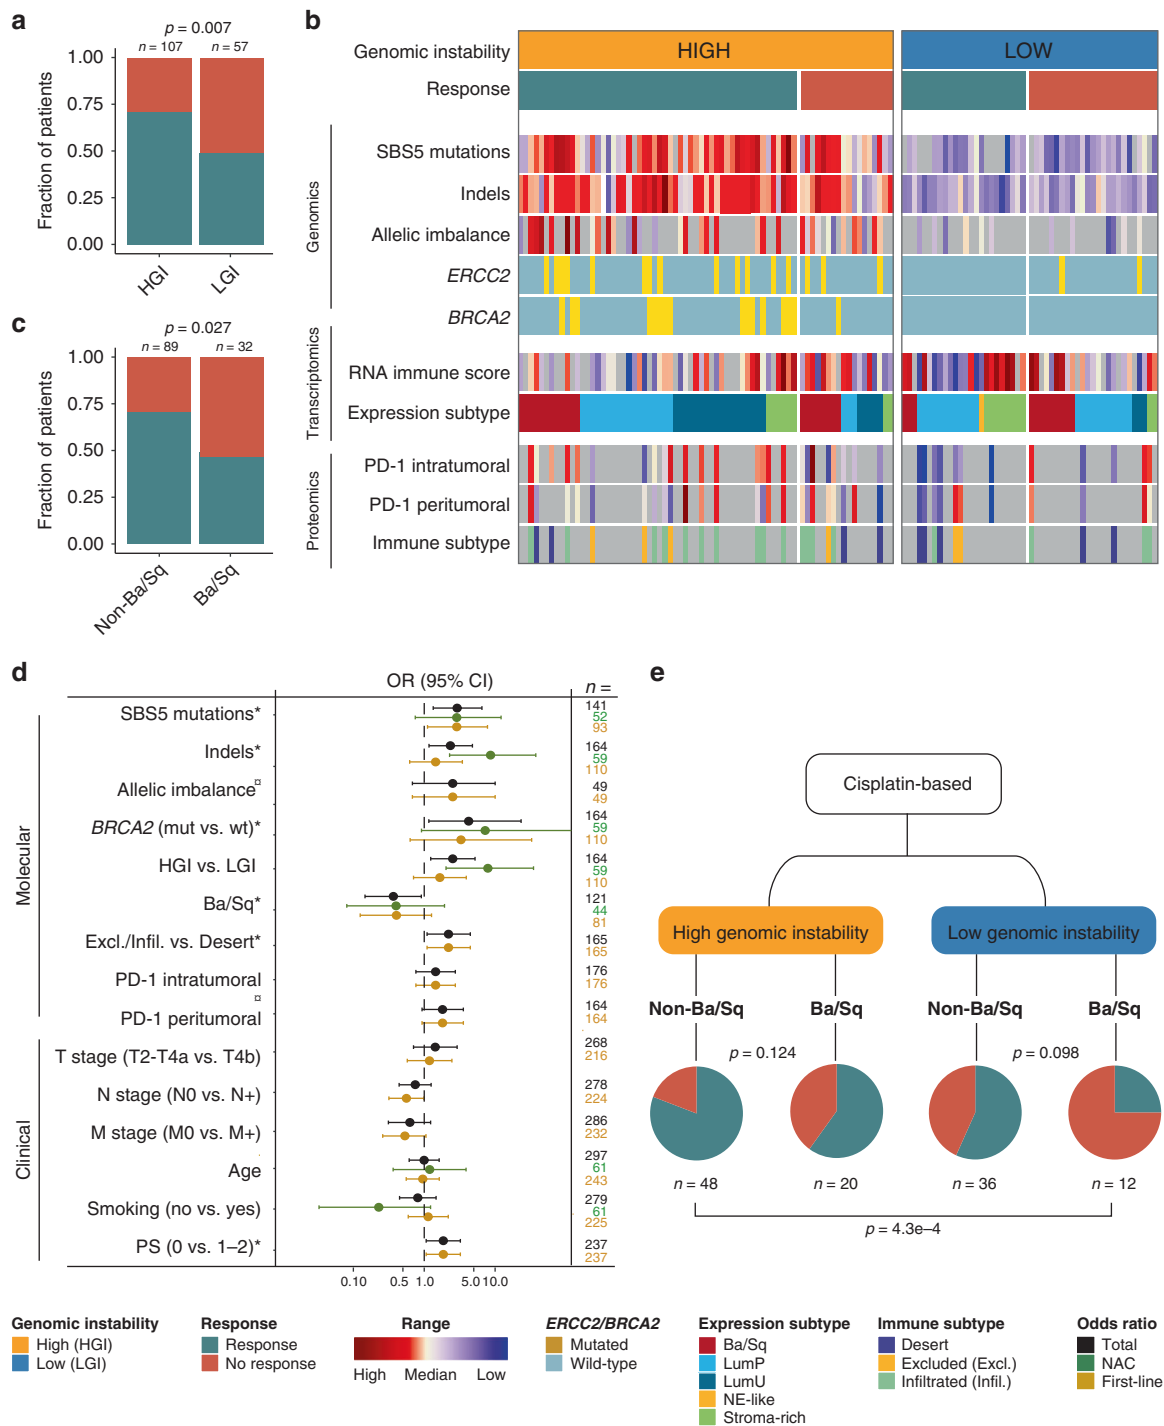 a
p = 0.007
n = 107 n = 57
1.00
0.75
0.50
0.25
0.00
Fraction of patients
HGI LGI
b
Genomic instability HIGH LOW
Response
Genomics
SBS5 mutations
Indels
Allelic imbalance
ERCC2
BRCA2
Transcriptomics
RNA immune score
Expression subtype
Proteomics
PD-1 intratumoral
PD-1 peritumoral
Immune subtype
c
p = 0.027
n = 89 n = 32
1.00
0.75
0.50
0.25
0.00
Fraction of patients
Non-Ba/Sq Ba/Sq
d
OR (95% CI) n =
Molecular
SBS5 mutations* 141
52
93
Indels* 164
59
110
Allelic imbalance¤ 49
49
BRCA2 (mut vs. wt)* 164
59
110
HGI vs. LGI 164
59
110
Ba/Sq* 121
44
81
Excl./Infil. vs. Desert* 165
165
PD-1 intratumoral 176
176
¤
PD-1 peritumoral 164
164
Clinical
T stage (T2-T4a vs. T4b) 268
216
N stage (N0 vs. N+) 278
224
M stage (M0 vs. M+) 286
232
Age 297
61
243
Smoking (no vs. yes) 279
61
225
PS (0 vs. 1–2)* 237
237
0.10 0.5 1.0 5.0 10.0
e
Cisplatin-based
High genomic instability Low genomic instability
Non-Ba/Sq Ba/Sq Non-Ba/Sq Ba/Sq
p = 0.124 p = 0.098
n = 48 n = 20 n = 36 n = 12
p = 4.3e–4
Genomic instability
High (HGI)
Low (LGI)
Response
Response
No response
Range
High Median Low
ERCC2/BRCA2
Mutated
Wild-type
Expression subtype
Ba/Sq
LumP
LumU
NE-like
Stroma-rich
Immune subtype
Desert
Excluded (Excl.)
Infiltrated (Infil.)
Odds ratio
Total
NAC
First-line